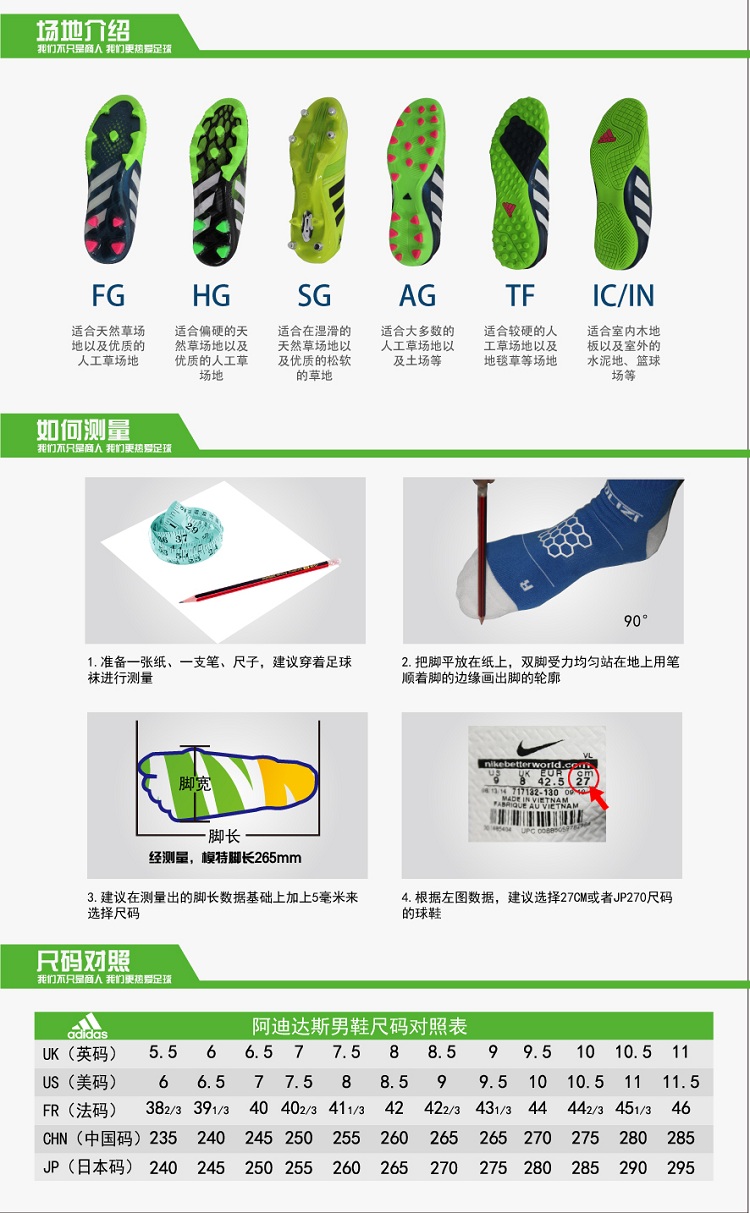 场地介绍
我们不只是商人 我们更热爱足球
FG HG SG AG TF IC/IN
适合天然草场
地以及优质的
人工草场地
适合偏硬的天
然草场地以及
优质的人工草
场地
适合在湿滑的
天然草场地以
及优质的松软
的草地
适合大多数的
人工草场地以
及土场等
适合较硬的人
工草场地以及
地毯草等场地
适合室内木地
板以及室外的
水泥地、篮球
场等
如何测量
我们不只是商人 我们更热爱足球
1.准备一张纸、一支笔、尺子，建议穿着足球
袜进行测量
R
90°
2.把脚平放在纸上，双脚受力均匀站在地上用笔
顺着脚的边缘画出脚的轮廓
脚宽
脚长
经测量，模特脚长265mm
3.建议在测量出的脚长数据基础上加上5毫米来
选择尺码
VL
nikebetterworld.com
US UK EUR cm
9 8 42.5 27
717132-130
MADE IN VIETNAM
FABRIQUE AU VIETNAM
4.根据左图数据，建议选择27CM或者JP270尺码
的球鞋
尺码对照
我们不只是商人 我们更热爱足球
adidas
阿迪达斯男鞋尺码对照表
UK（英码） 5.5 6 6.5 7 7.5 8 8.5 9 9.5 10 10.5 11
US（美码） 6 6.5 7 7.5 8 8.5 9 9.5 10 10.5 11 11.5
FR（法码） 382/3 391/3 40 402/3 411/3 42 422/3 431/3 44 442/3 451/3 46
CHN（中国码） 235 240 245 250 255 260 265 265 270 275 280 285
JP（日本码） 240 245 250 255 260 265 270 275 280 285 290 295